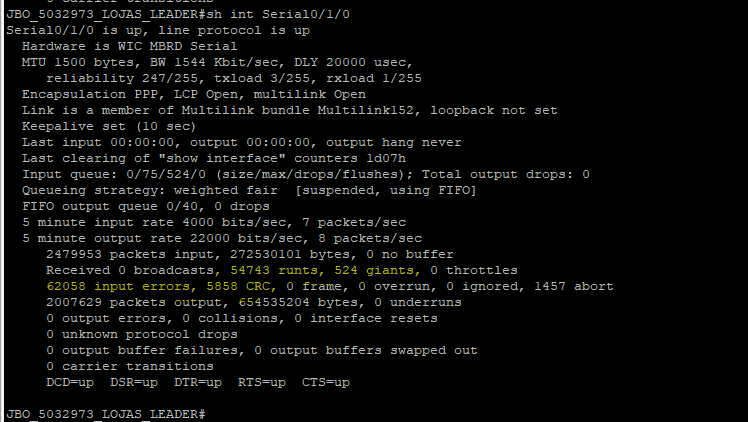 JBO_5032973_LOJAS_LEADER#sh int Serial0/1/0
Serial0/1/0 is up, line protocol is up
Hardware is WIC MBRD Serial
MTU 1500 bytes, BW 1544 Kbit/sec, DLY 20000 usec,
reliability 247/255, txload 3/255, rxload 1/255
Encapsulation PPP, LCP Open, multilink Open
Link is a member of Multilink bundle Multilink152, loopback not set
Keepalive set (10 sec)
Last input 00:00:00, output 00:00:00, output hang never
Last clearing of "show interface" counters 1d07h
Input queue: 0/75/524/0 (size/max/drops/flushes); Total output drops: 0
Queueing strategy: weighted fair [suspended, using FIFO]
FIFO output queue 0/40, 0 drops
5 minute input rate 4000 bits/sec, 7 packets/sec
5 minute output rate 22000 bits/sec, 8 packets/sec
2479953 packets input, 272530101 bytes, 0 no buffer
Received 0 broadcasts, 54743 runts, 524 giants, 0 throttles
62058 input errors, 5858 CRC, 0 frame, 0 overrun, 0 ignored, 1457 abort
2007629 packets output, 654535204 bytes, 0 underruns
0 output errors, 0 collisions, 0 interface resets
0 unknown protocol drops
0 output buffer failures, 0 output buffers swapped out
0 carrier transitions
DCD=up DSR=up DTR=up RTS=up CTS=up
JBO_5032973_LOJAS_LEADER#